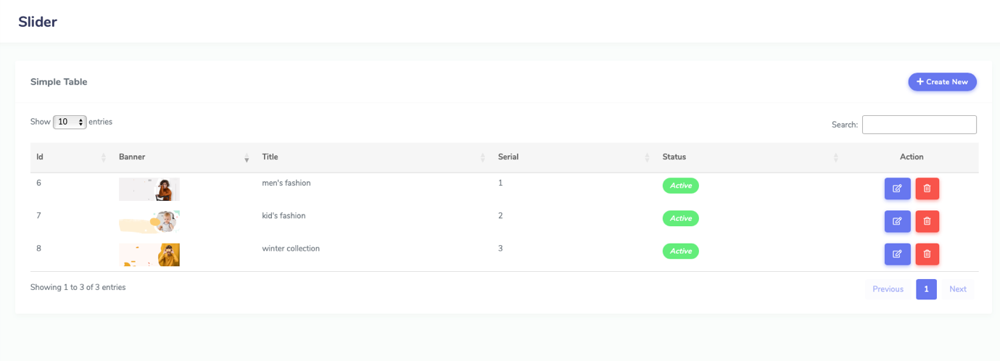 Slider
Simple Table
Create New
Show 10 entries
Search:
Id Banner Title Serial Status Action
6 men's fashion 1 Active
7 kid's fashion 2 Active
8 winter collection 3 Active
Showing 1 to 3 of 3 entries
Previous 1 Next